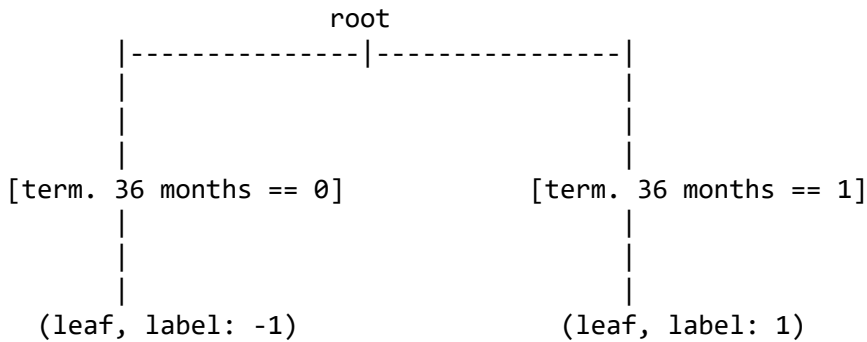 root
[term. 36 months == 0] [term. 36 months == 1]
(leaf, label: -1) (leaf, label: 1)